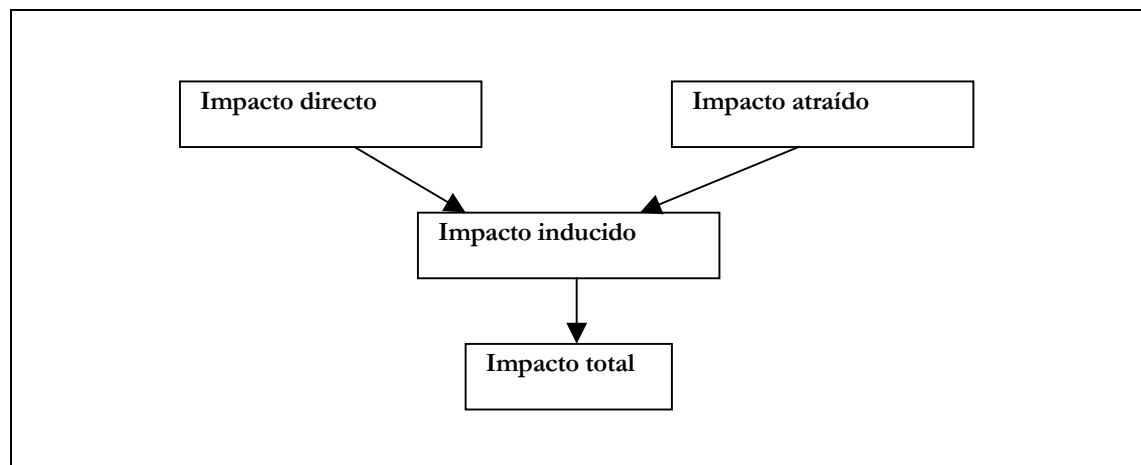 Impacto directo
Impacto atraído
Impacto inducido
Impacto total